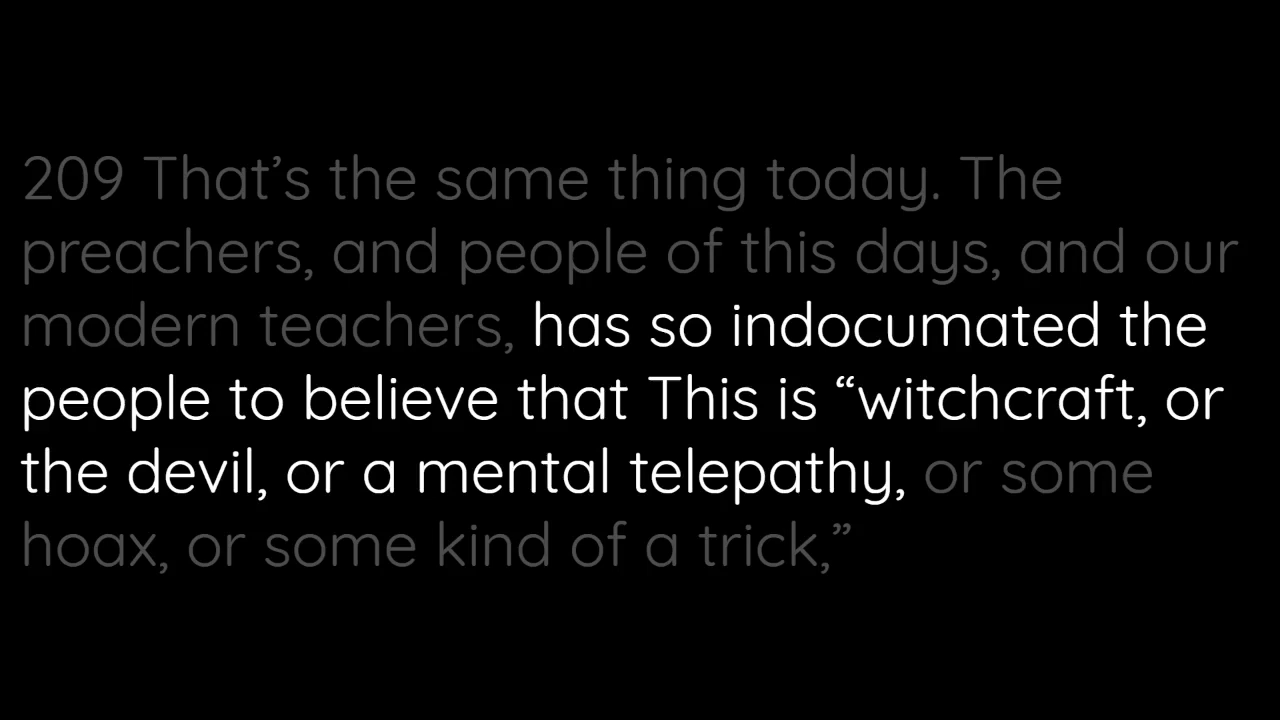 209 That’s the same thing today. The
preachers, and people of this days, and our
modern teachers, has so indocumated the
people to believe that This is “witchcraft, or
the devil, or a mental telepathy, or some
hoax, or some kind of a trick,”